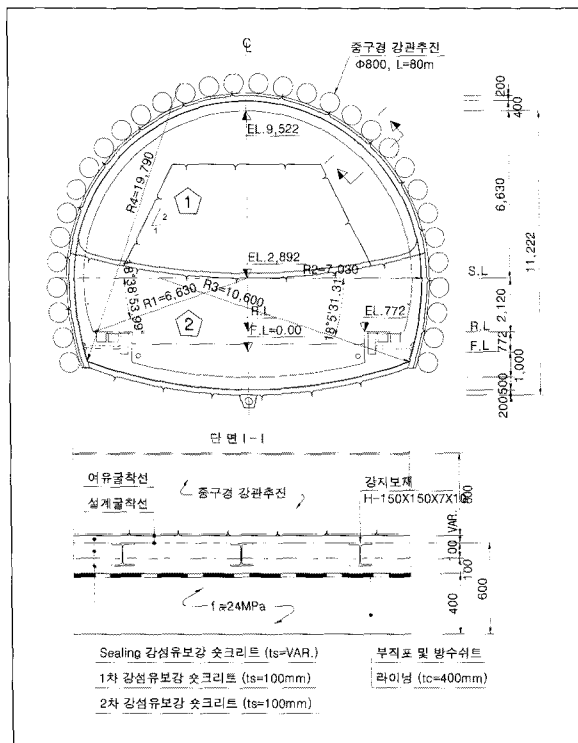 ℄
중구경 강관추진
Φ800, L=80m
200
400
EL.9,522
R4=19,790
6,630
11,222
1
2
1
EL.2,892
R2=7,030
S.L
18°38'53.99"
R1=6,630
R3=10,600
18°5'31.31"
2,120
R.L
EL.772
2
F.L=0.00
R.L
F.L
772
1,000
500
200
단 면 I-I
여유굴착선
설계굴착선
중구경 강관추진
강지보재
H-150X150X7X10
VAR.
100
100
600
400
24MPa
Sealing 강섬유보강 숏크리트 (ts=VAR.)
1차 강섬유보강 숏크리트 (ts=100mm)
2차 강섬유보강 숏크리트 (ts=100mm)
부직포 및 방수쉬트
라이닝 (tc=400mm)